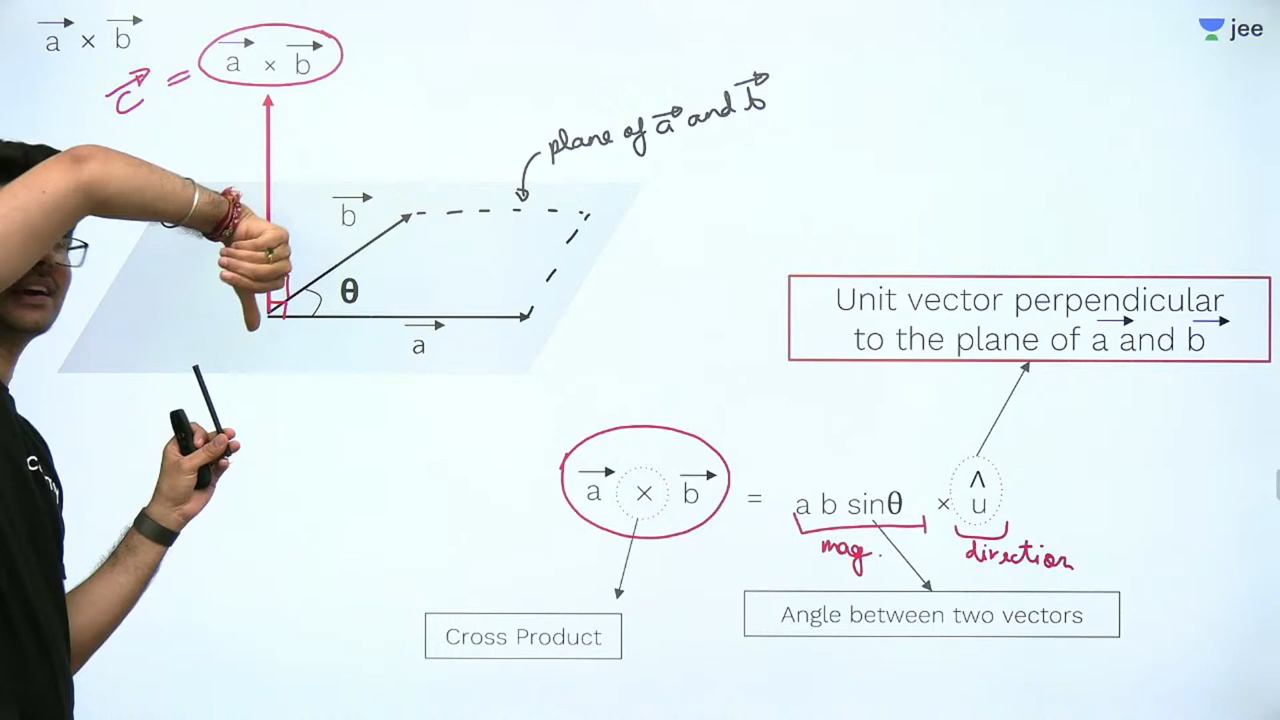 a × b
jee
c = a × b
plane of a and b
b
θ
a
Unit vector perpendicular
to the plane of a and b
a × b = a b sinθ × û
mag.
direction
Angle between two vectors
Cross Product